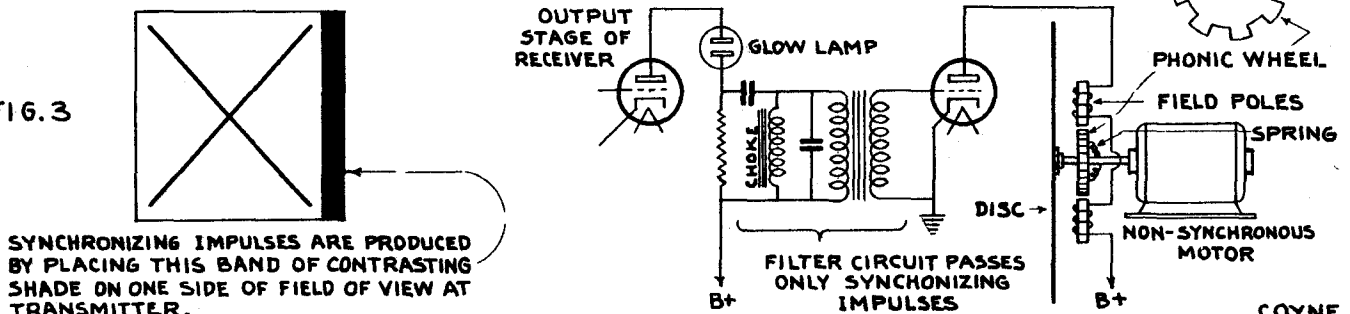 FIG.3
SYNCHRONIZING IMPULSES ARE PRODUCED
BY PLACING THIS BAND OF CONTRASTING
SHADE ON ONE SIDE OF FIELD OF VIEW AT
TRANSMITTER.
OUTPUT
STAGE OF
RECEIVER
GLOW LAMP
CHOKE
B+
FILTER CIRCUIT PASSES
ONLY SYNCHONIZING
IMPULSES
DISC
PHONIC WHEEL
FIELD POLES
SPRING
NON-SYNCHRONOUS
MOTOR
B+
COYNE